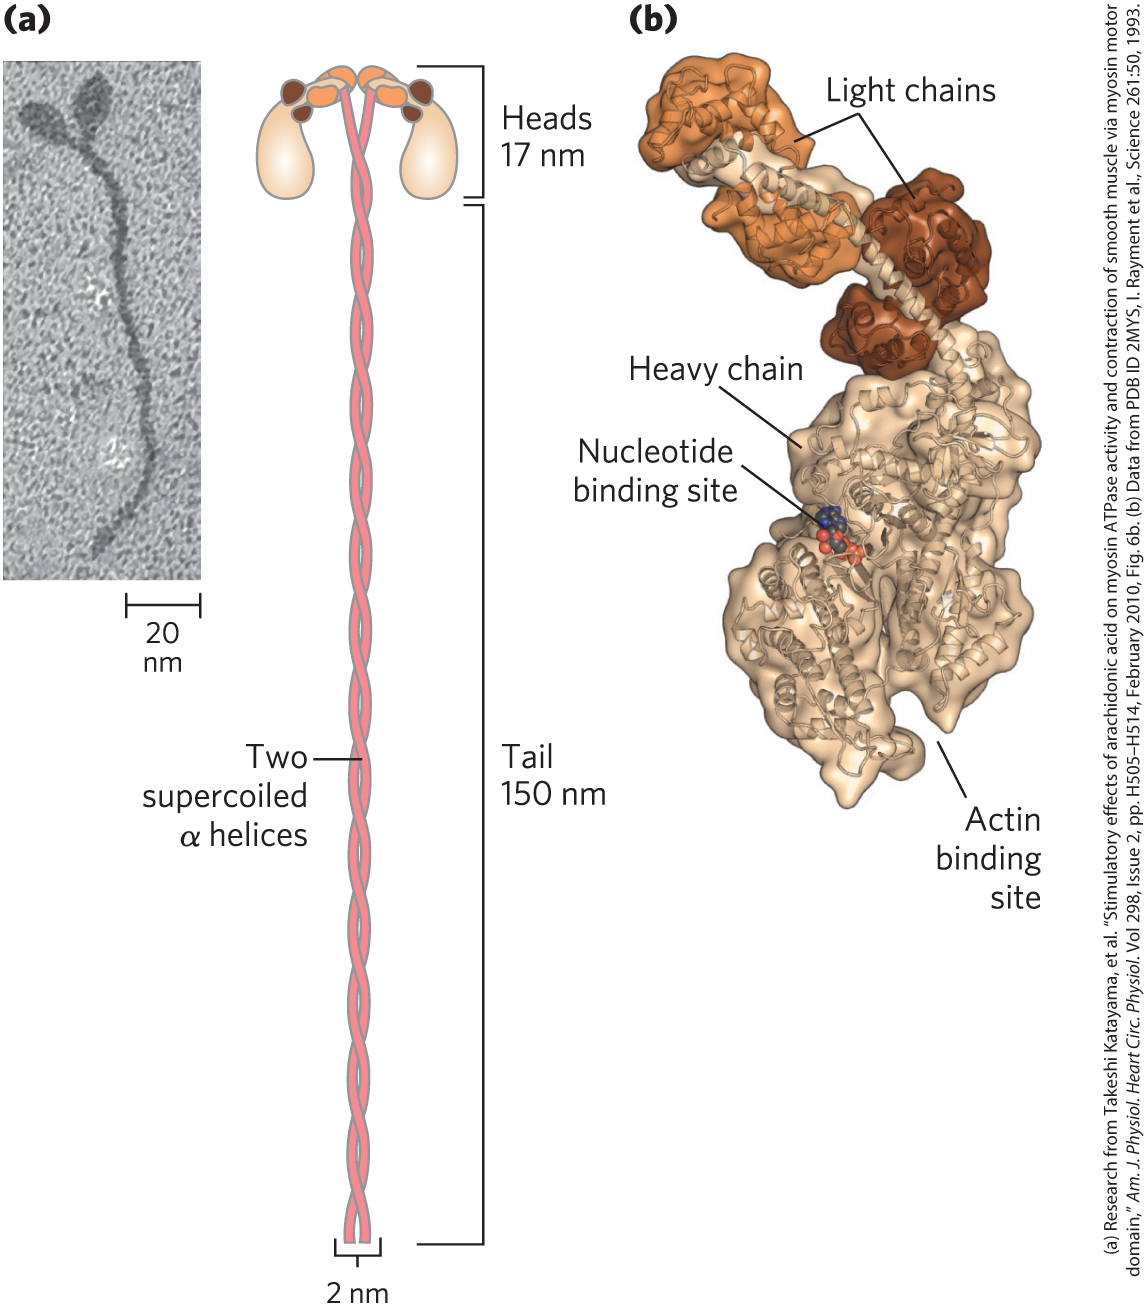 (a)
20
nm
Heads
17 nm
Two
supercoiled
α helices
Tail
150 nm
2 nm
(b)
Light chains
Heavy chain
Nucleotide
binding site
Actin
binding
site
(a) Research from Takeshi Katayama, et al. “Stimulatory effects of arachidonic acid on myosin ATPase activity and contraction of smooth muscle via myosin motor
domain,” Am. J. Physiol. Heart Circ. Physiol. Vol 298, Issue 2, pp. H505–H514, February 2010, Fig. 6b. (b) Data from PDB ID 2MYS, I. Rayment et al., Science 261:50, 1993.